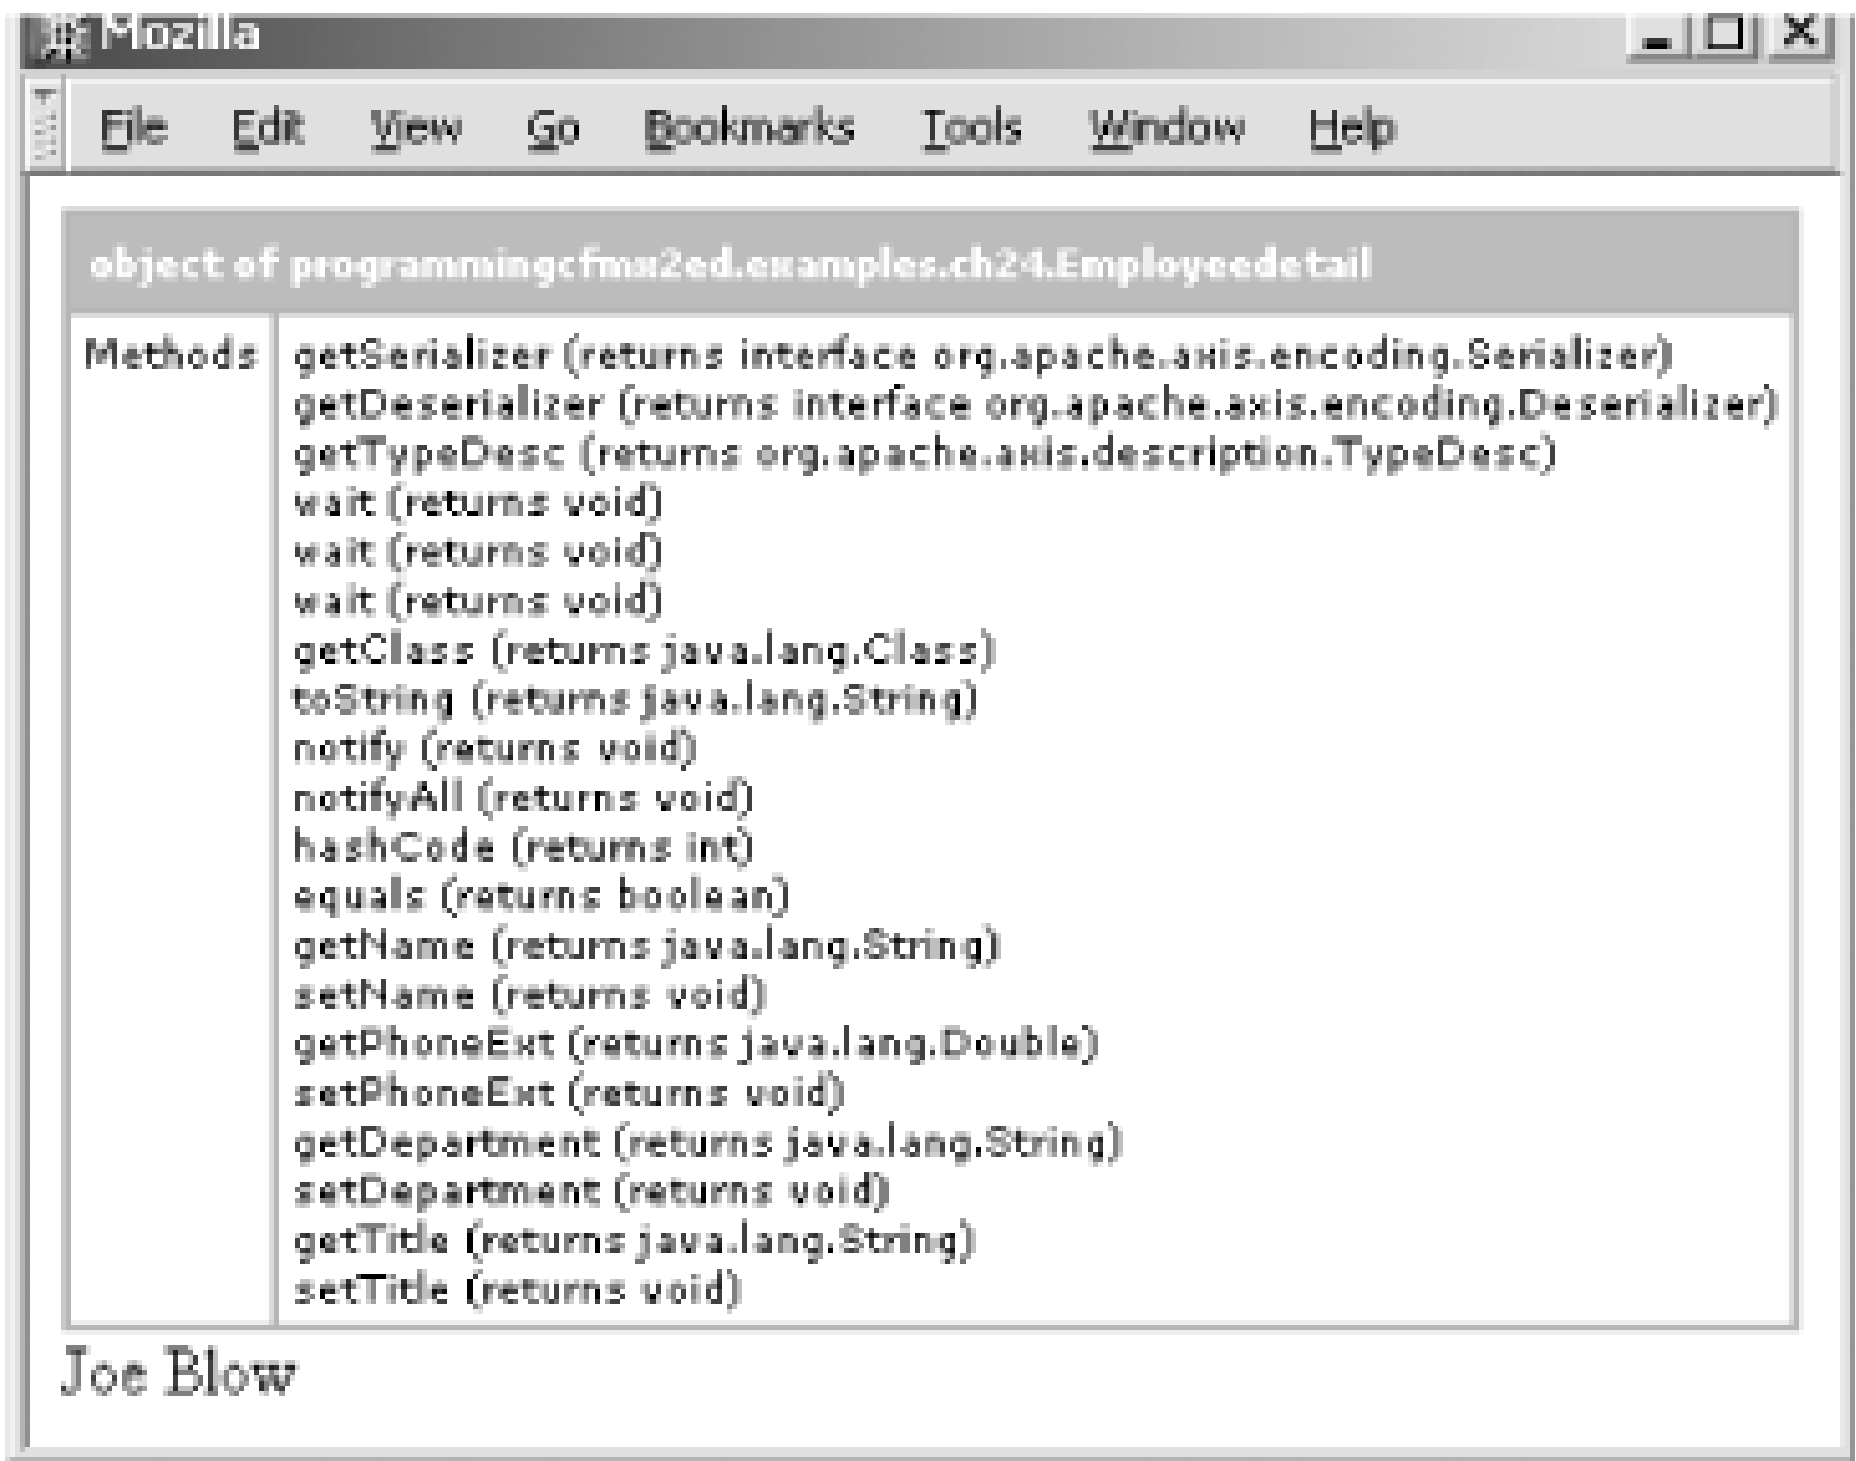 Mozilla
File Edit View Go Bookmarks Tools Window Help
object of programmingcfmx2ed.examples.ch24.Employeedetail
Methods getSerializer (returns interface org.apache.axis.encoding.Serializer)
getDeserializer (returns interface org.apache.axis.encoding.Deserializer)
getTypeDesc (returns org.apache.axis.description.TypeDesc)
wait (returns void)
wait (returns void)
wait (returns void)
getClass (returns java.lang.Class)
toString (returns java.lang.String)
notify (returns void)
notifyAll (returns void)
hashCode (returns int)
equals (returns boolean)
getName (returns java.lang.String)
setName (returns void)
getPhoneExt (returns java.lang.Double)
setPhoneExt (returns void)
getDepartment (returns java.lang.String)
setDepartment (returns void)
getTitle (returns java.lang.String)
setTitle (returns void)
Joe Blow